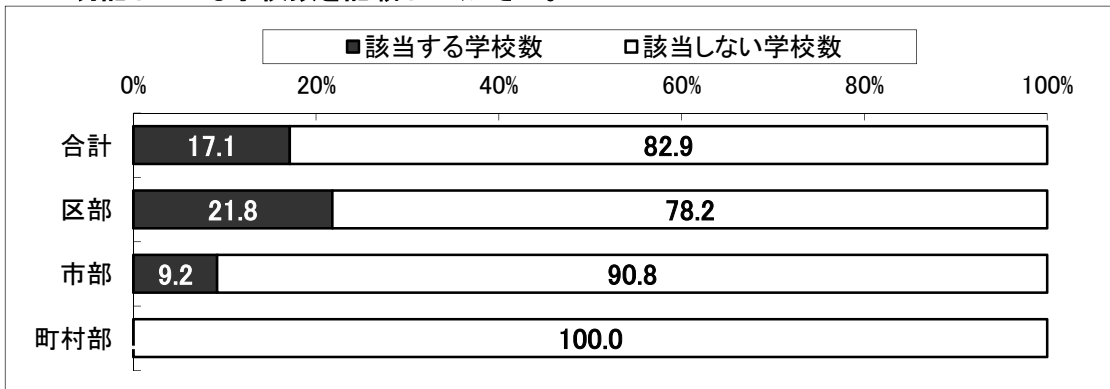 ■該当する学校数 □該当しない学校数
0% 20% 40% 60% 80% 100%
合計 17.1 82.9
区部 21.8 78.2
市部 9.2 90.8
町村部 100.0